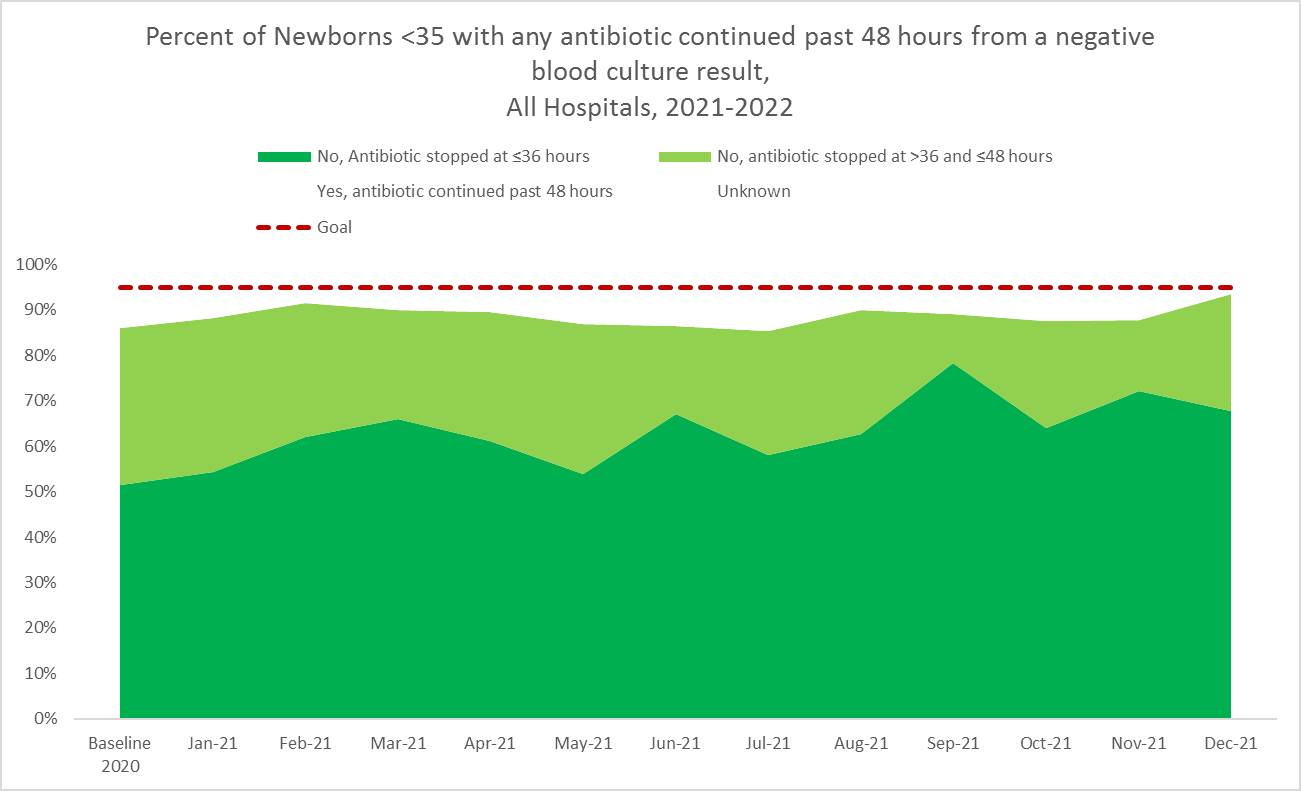 Percent of Newborns <35 with any antibiotic continued past 48 hours from a negative
blood culture result,
All Hospitals, 2021-2022
No, Antibiotic stopped at ≤36 hours
No, antibiotic stopped at >36 and ≤48 hours
Yes, antibiotic continued past 48 hours
Unknown
Goal
100%
90%
80%
70%
60%
50%
40%
30%
20%
10%
0%
Baseline
2020
Jan-21
Feb-21
Mar-21
Apr-21
May-21
Jun-21
Jul-21
Aug-21
Sep-21
Oct-21
Nov-21
Dec-21